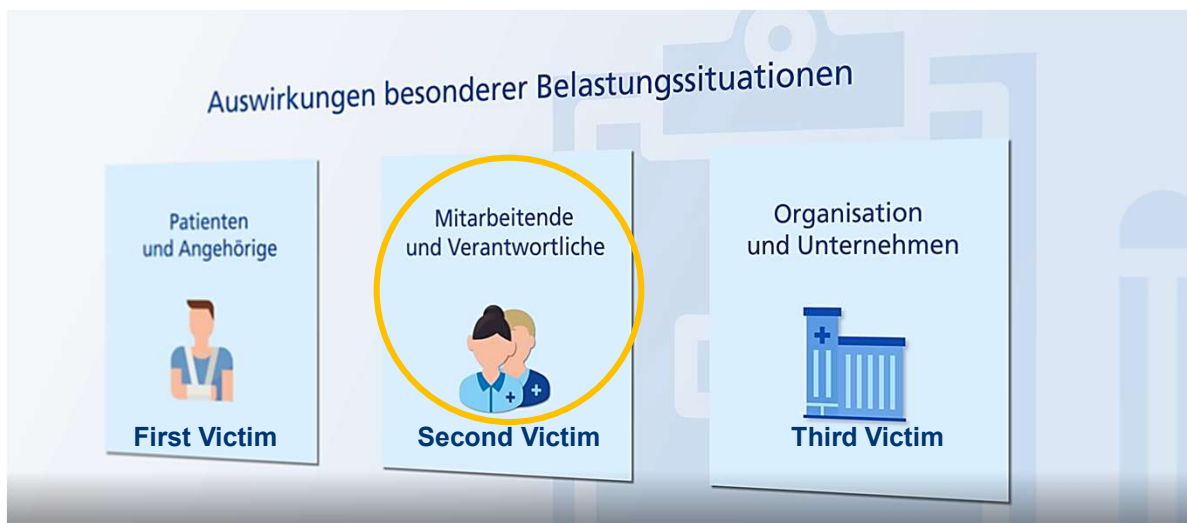 Auswirkungen besonderer Belastungssituationen
Patienten
und Angehörige
First Victim
Mitarbeitende
und Verantwortliche
Second Victim
Organisation
und Unternehmen
Third Victim